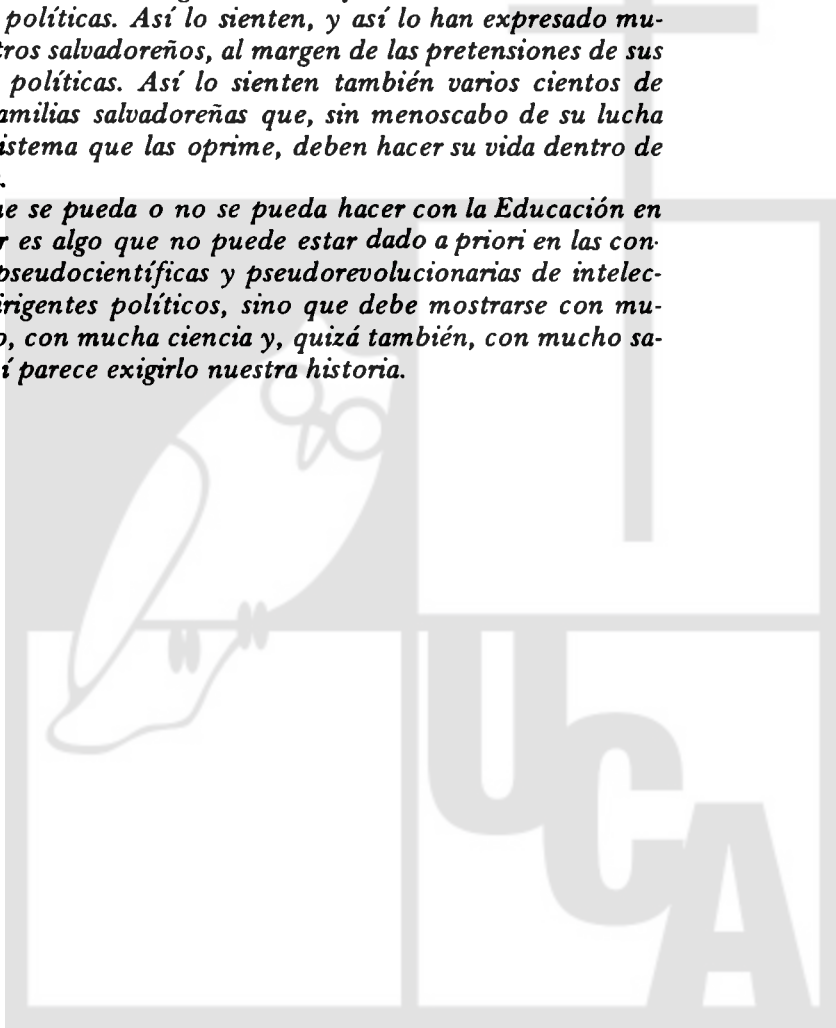 políticas. Así lo sienten, y así lo han expresado mu-
tros salvadoreños, al margen de las pretensiones de sus
políticas. Así lo sienten también varios cientos de
amilias salvadoreñas que, sin menoscabo de su lucha
istema que las oprime, deben hacer su vida dentro de
ue se pueda o no se pueda hacer con la Educación en
r es algo que no puede estar dado a priori en las con-
pseudocientíficas y pseudorevolucionarias de intelec-
irigentes políticos, sino que debe mostrarse con mu-
o, con mucha ciencia y, quizá también, con mucho sa-
í parece exigirlo nuestra historia.
UCA